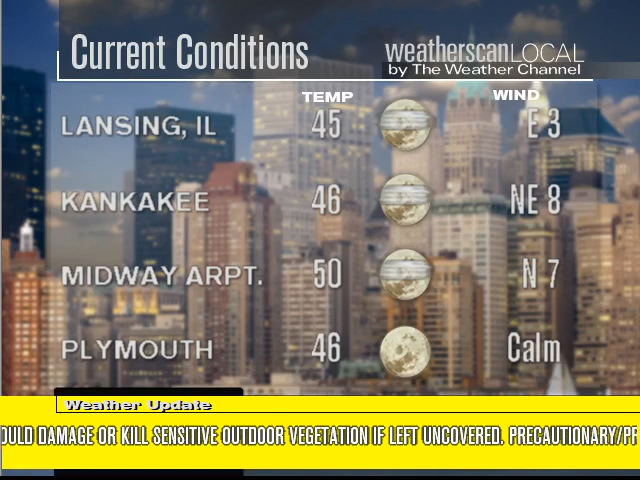 Current Conditions
weatherscanLOCAL
by The Weather Channel
TEMP WIND
LANSING, IL 45 E 3
KANKAKEE 46 NE 8
MIDWAY ARPT. 50 N 7
PLYMOUTH 46 Calm
Weather Update
OULD DAMAGE OR KILL SENSITIVE OUTDOOR VEGETATION IF LEFT UNCOVERED. PRECAUTIONARY/PR